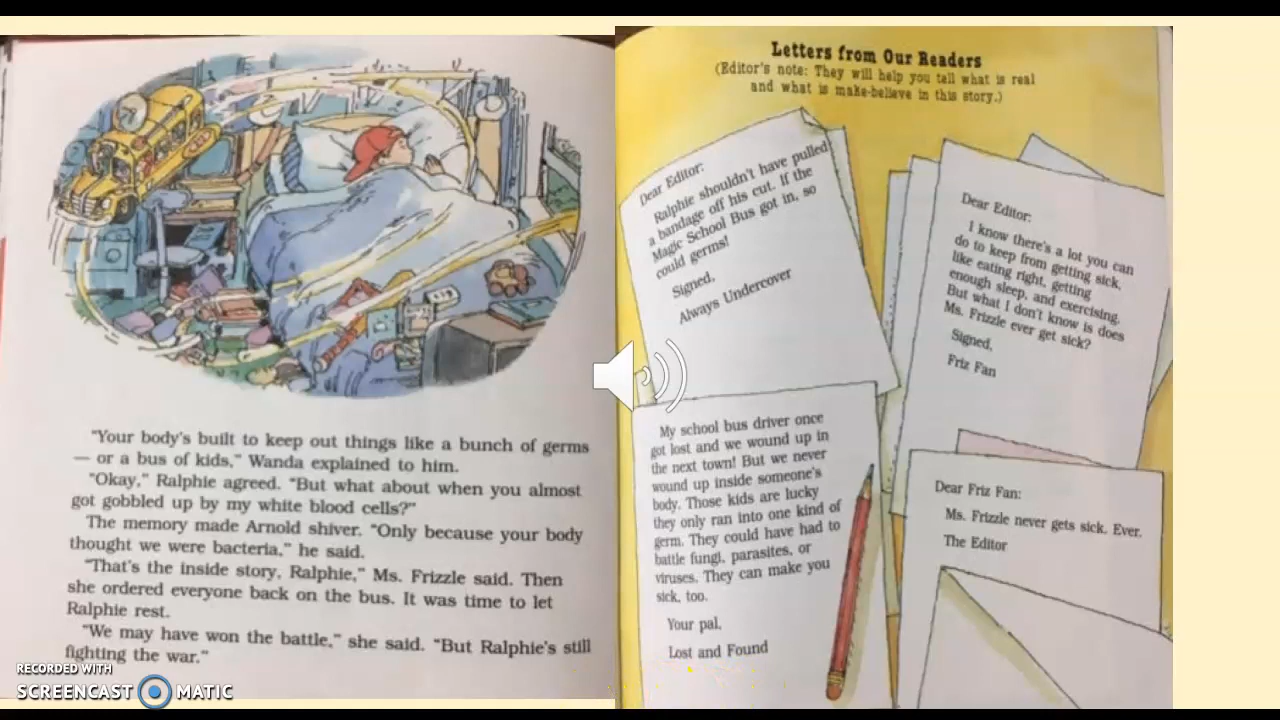 "Your body's built to keep out things like a bunch of germs
— or a bus of kids," Wanda explained to him.
"Okay," Ralphie agreed. "But what about when you almost
got gobbled up by my white blood cells?"
The memory made Arnold shiver. "Only because your body
thought we were bacteria," he said.
"That's the inside story, Ralphie," Ms. Frizzle said. Then
she ordered everyone back on the bus. It was time to let
Ralphie rest.
"We may have won the battle," she said. "But Ralphie's still
fighting the war."
RECORDED WITH
SCREENCAST MATIC
Letters from Our Readers
(Editor's note: They will help you tell what is real
and what is make-believe in this story.)
Dear Editor:
Ralphie shouldn't have pulled
a bandage off his cut. If the
Magic School Bus got in, so
could germs!
Signed,
Always Undercover
My school bus driver once
got lost and we wound up in
the next town! But we never
wound up inside someone's
body. Those kids are lucky
they only ran into one kind of
germ. They could have had to
battle fungi, parasites, or
viruses. They can make you
sick, too.
Your pal,
Lost and Found
Dear Editor:
I know there's a lot you can
do to keep from getting sick,
like eating right, getting
enough sleep, and exercising.
But what I don't know is does
Ms. Frizzle ever get sick?
Signed,
Friz Fan
Dear Friz Fan:
Ms. Frizzle never gets sick. Ever.
The Editor